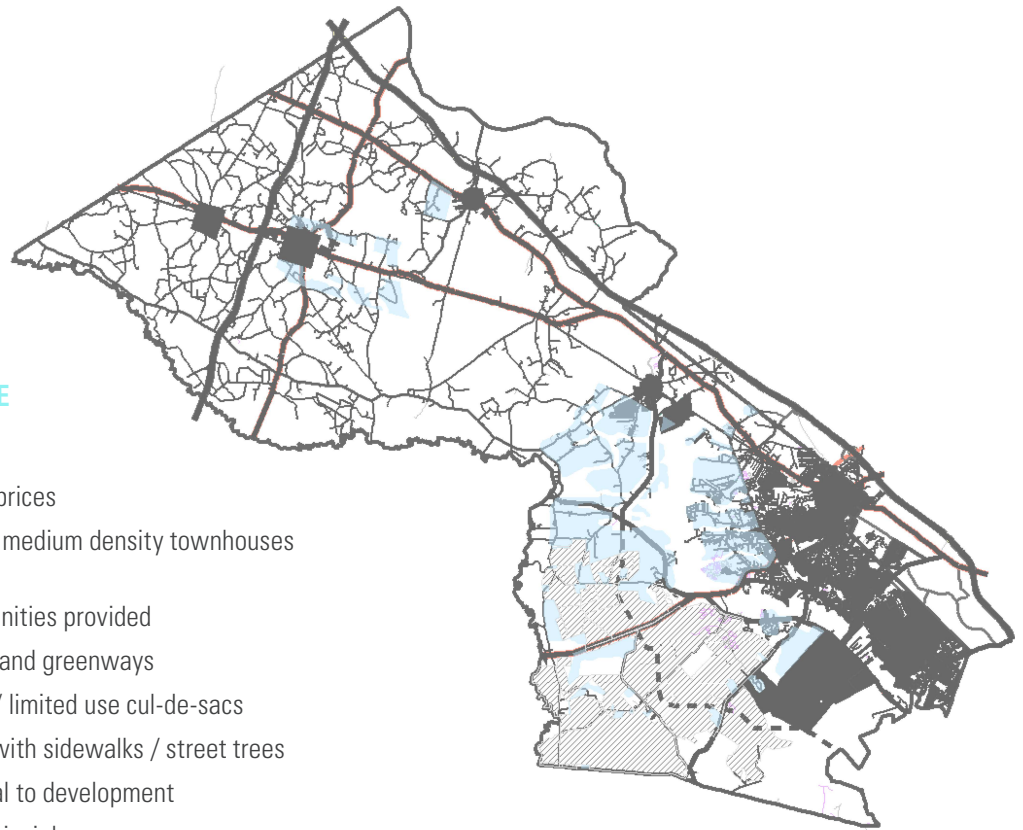 E
prices
medium density townhouses
nities provided
and greenways
/ limited use cul-de-sacs
with sidewalks / street trees
al to development